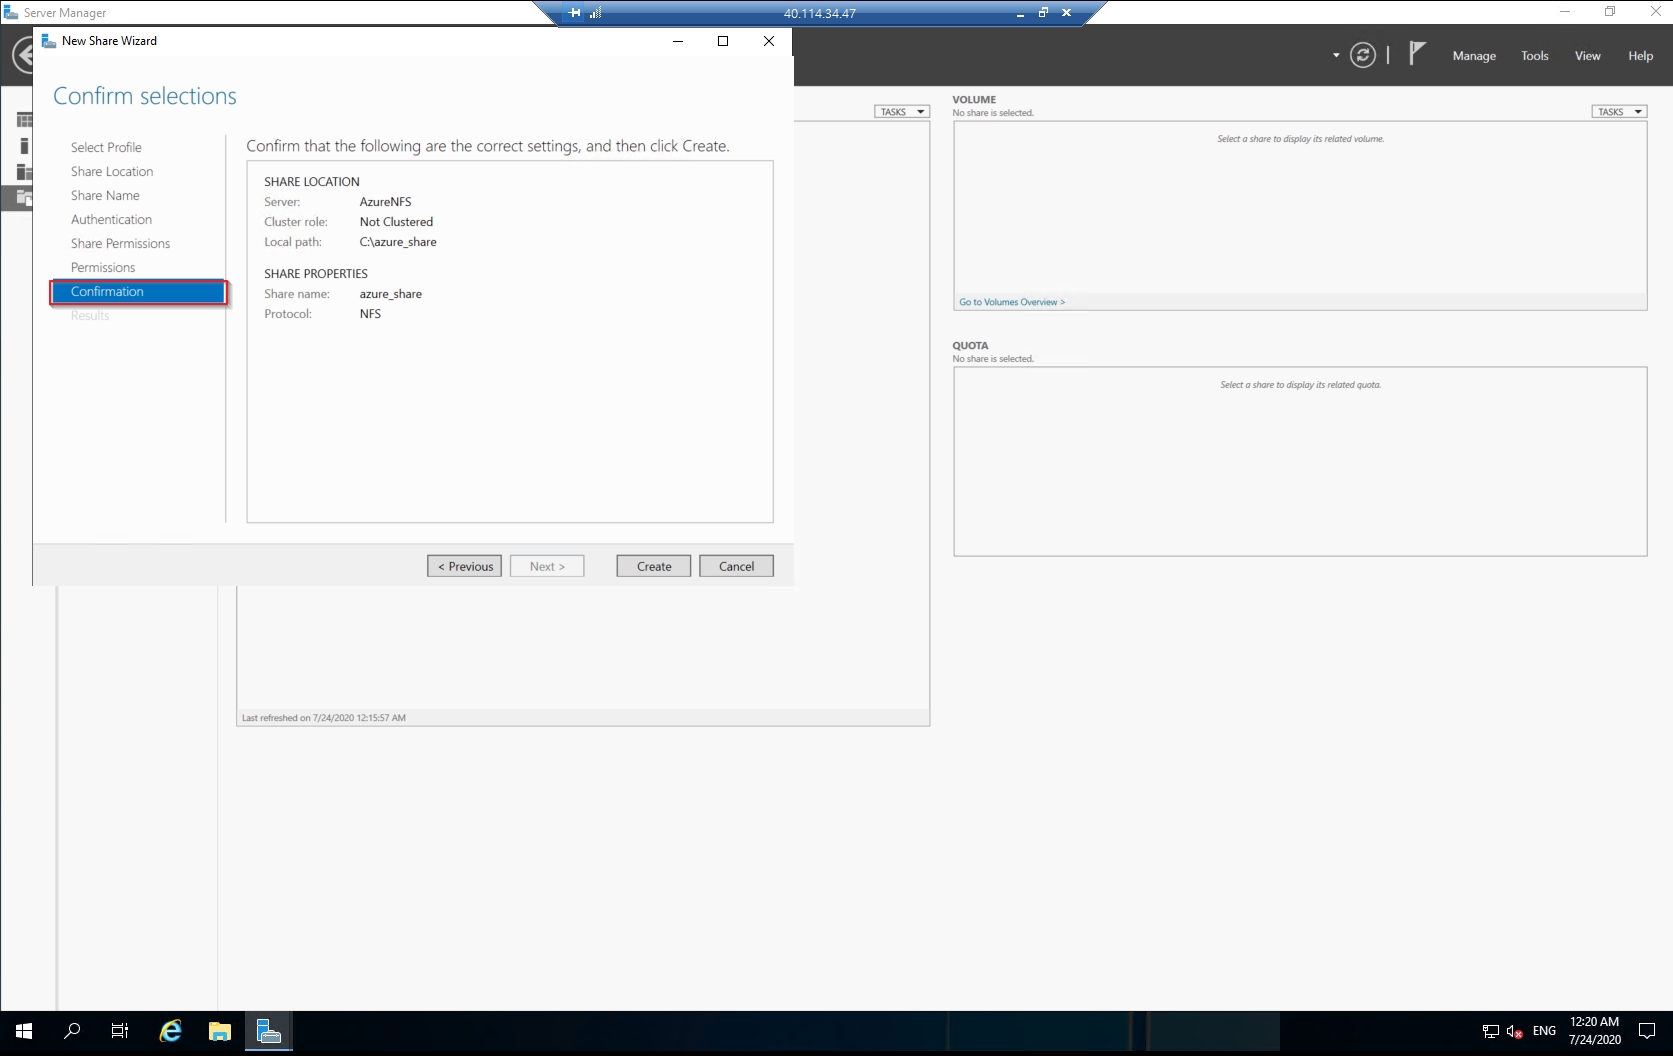 Server Manager
40.114.34.47
New Share Wizard
Manage Tools View Help
Confirm selections
Select Profile
Share Location
Share Name
Authentication
Share Permissions
Permissions
Confirmation
Results
Confirm that the following are the correct settings, and then click Create.
SHARE LOCATION
Server: AzureNFS
Cluster role: Not Clustered
Local path: C:\azure_share
SHARE PROPERTIES
Share name: azure_share
Protocol: NFS
< Previous Next > Create Cancel
TASKS
Last refreshed on 7/24/2020 12:15:57 AM
VOLUME
No share is selected.
TASKS
Select a share to display its related volume.
Go to Volumes Overview >
QUOTA
No share is selected.
Select a share to display its related quota.
ENG
12:20 AM
7/24/2020